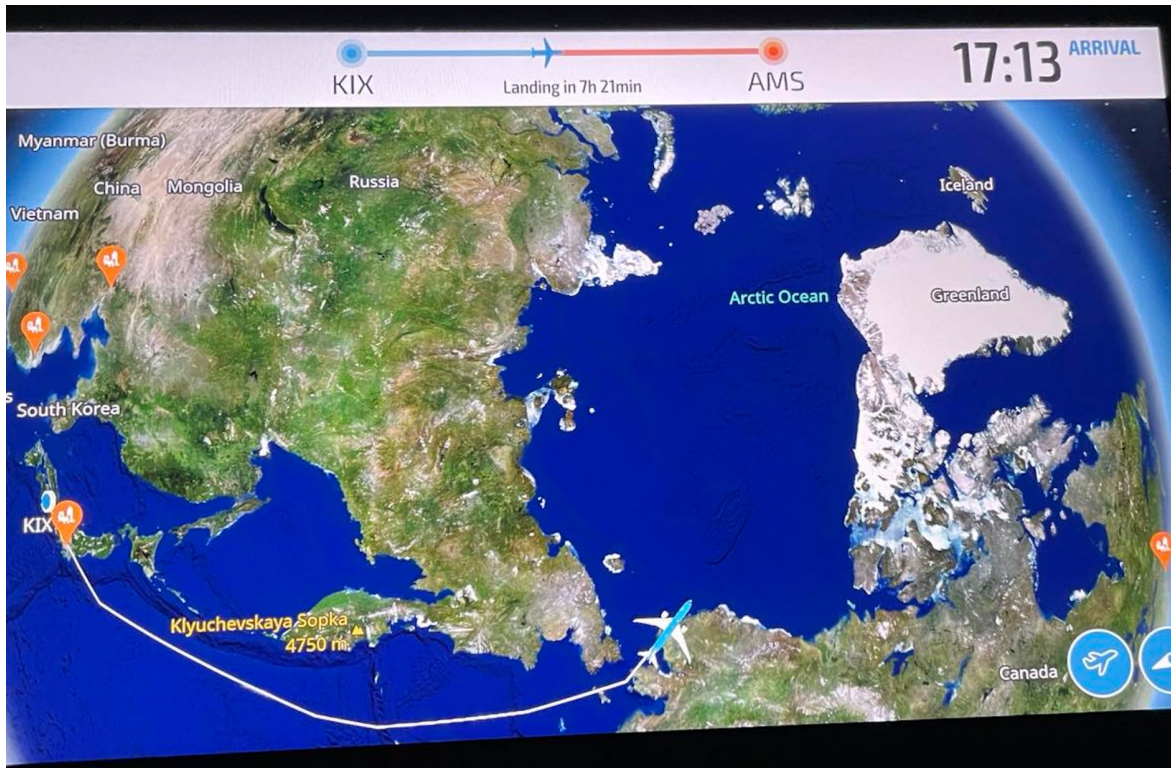 17:13 ARRIVAL
KIX
Landing in 7h 21min
AMS
Myanmar (Burma)
China
Mongolia
Russia
Vietnam
Iceland
Arctic Ocean
Greenland
South Korea
KIX
Klyuchevskaya Sopka
4750 m
Canada